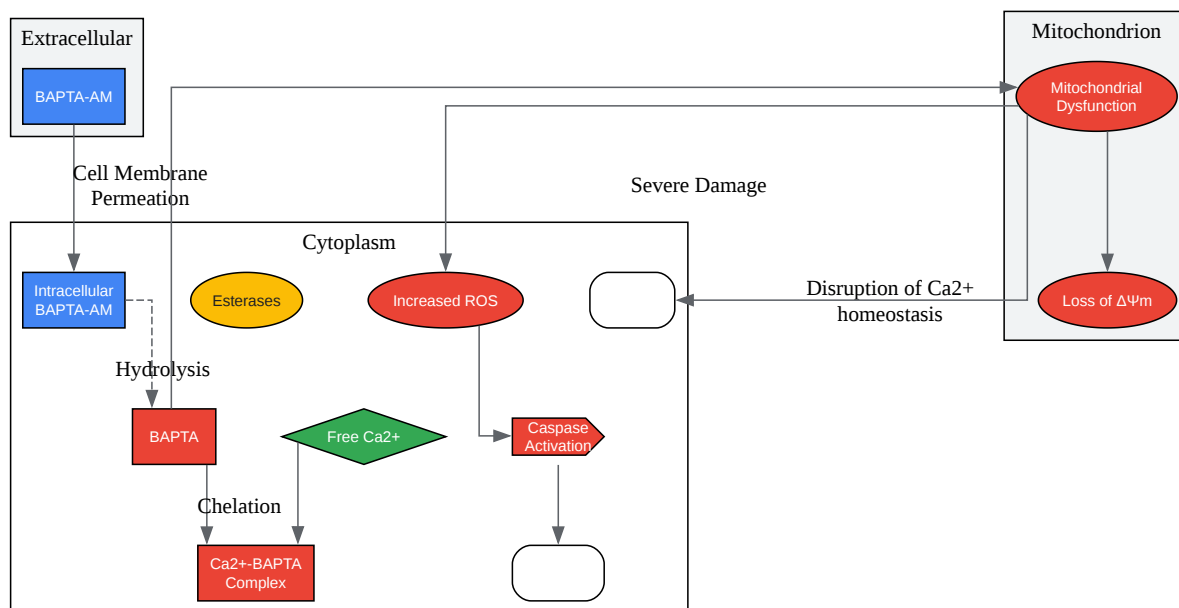 Extracellular
BAPTA-AM
Mitochondrion
Mitochondrial
Dysfunction
Cell Membrane
Permeation
Severe Damage
Cytoplasm
Intracellular
BAPTA-AM
Esterases
Increased ROS
Disruption of Ca2+
homeostasis
Loss of ΔΨm
Hydrolysis
BAPTA
Free Ca2+
Caspase
Activation
Chelation
Ca2+-BAPTA
Complex